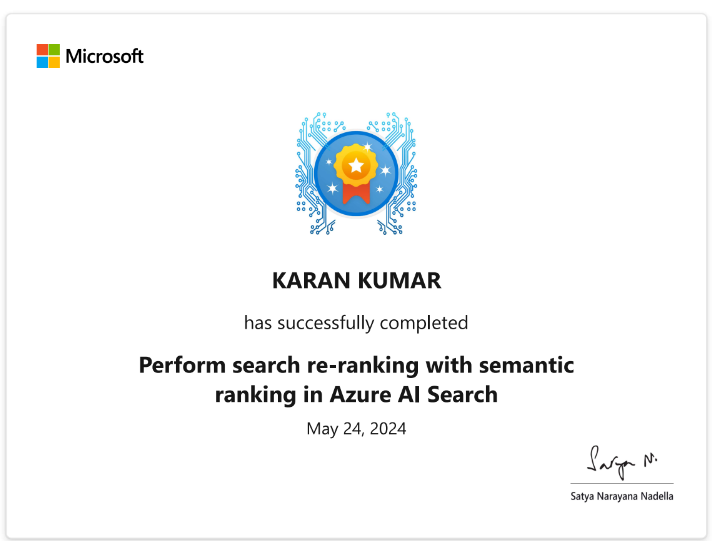 Microsoft
KARAN KUMAR
has successfully completed
Perform search re-ranking with semantic
ranking in Azure AI Search
May 24, 2024
Satya N.
Satya Narayana Nadella